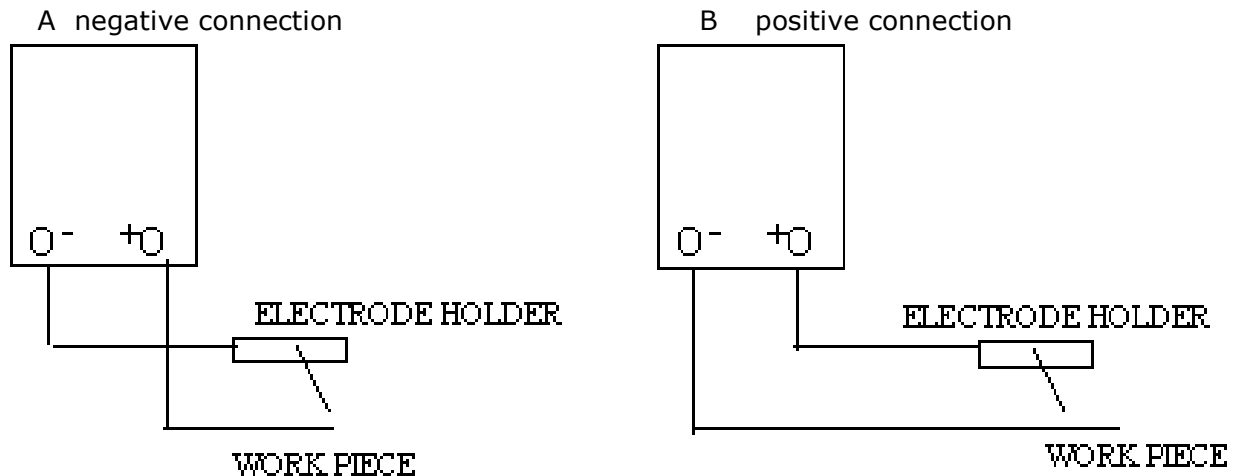 A negative connection
B positive connection
O - +O
O - +O
ELECTRODE HOLDER
ELECTRODE HOLDER
WORK PIECE
WORK PIECE